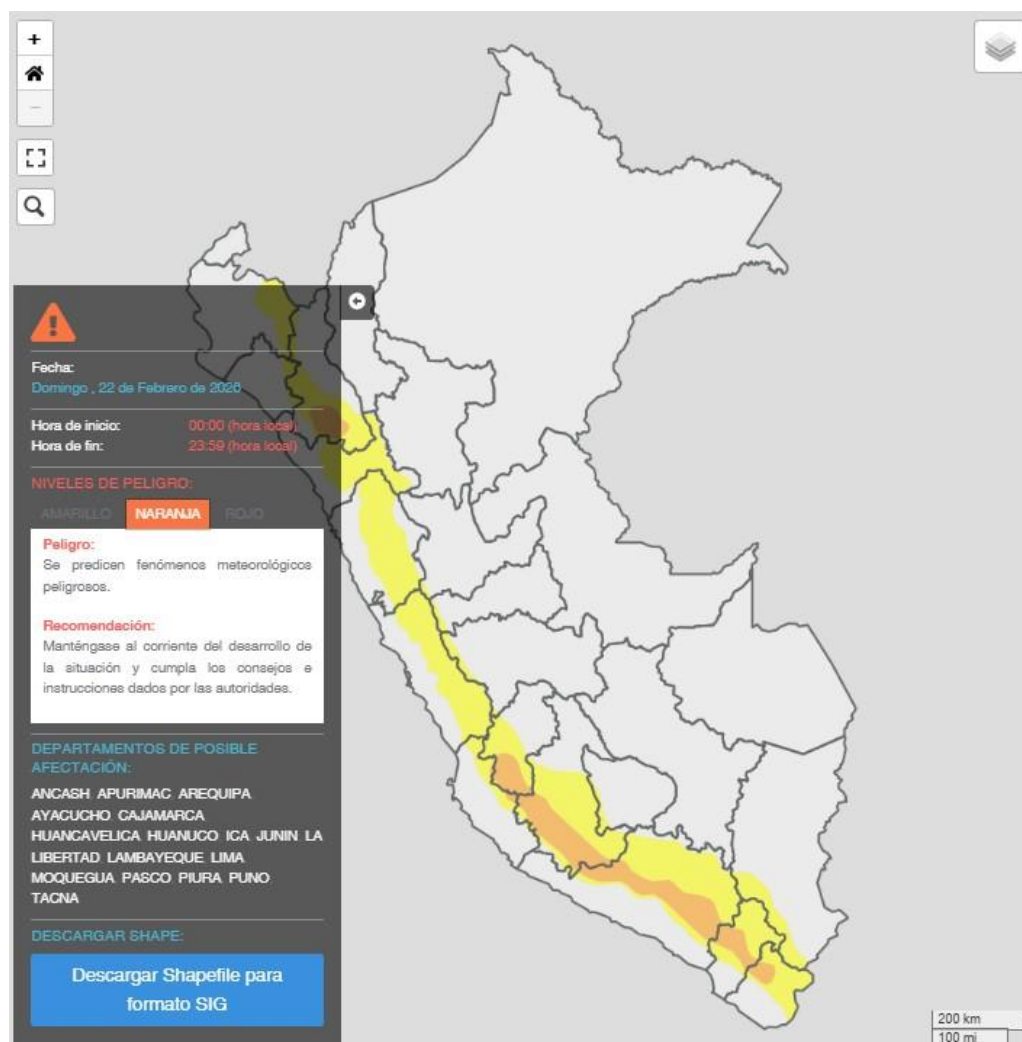 +
−
Fecha:
Domingo , 22 de Febrero de 2026
Hora de inicio: 00:00 (hora local)
Hora de fin: 23:59 (hora local)
NIVELES DE PELIGRO:
AMARILLO NARANJA ROJO
Peligro:
Se predicen fenómenos meteorológicos
peligrosos.
Recomendación:
Manténgase al corriente del desarrollo de
la situación y cumpla los consejos e
instrucciones dados por las autoridades.
DEPARTAMENTOS DE POSIBLE
AFECTACIÓN:
ANCASH APURIMAC AREQUIPA
AYACUCHO CAJAMARCA
HUANCAVELICA HUANUCO ICA JUNIN LA
LIBERTAD LAMBAYEQUE LIMA
MOQUEGUA PASCO PIURA PUNO
TACNA
DESCARGAR SHAPE:
Descargar Shapefile para
formato SIG
200 km
100 mi